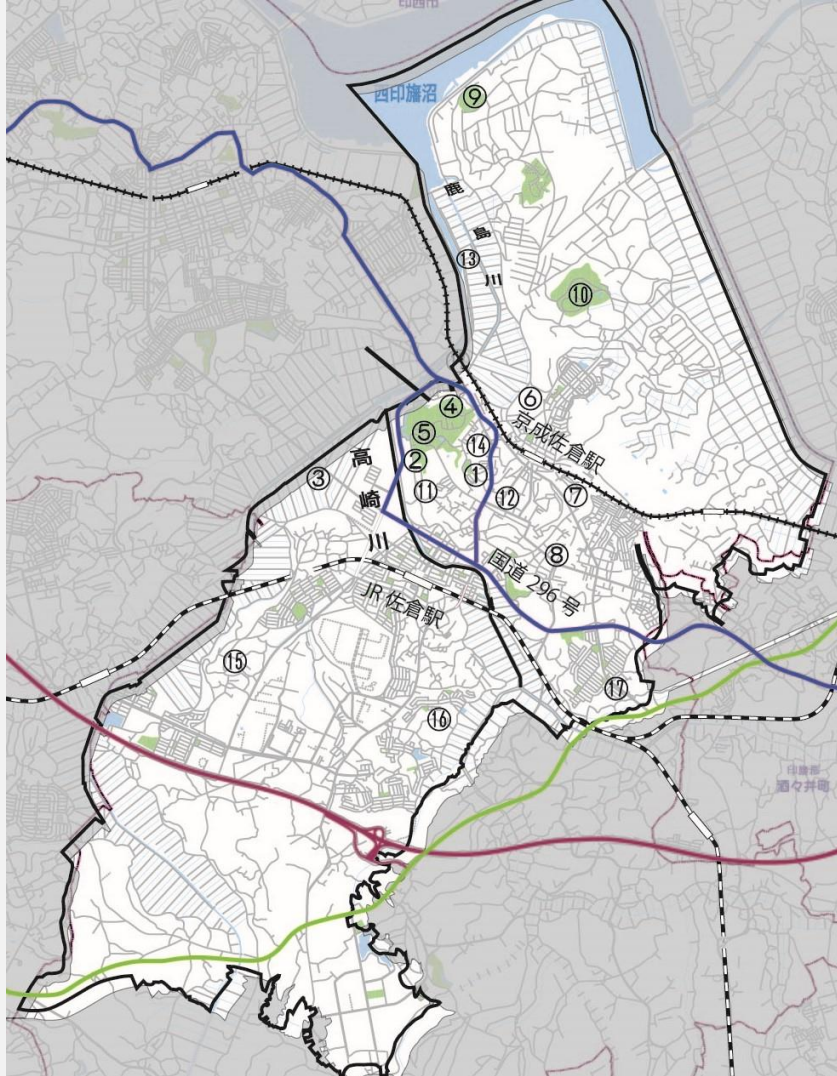 印西市
西印旛沼
⑨
鹿島川
⑬
⑩
⑥
京成佐倉駅
④
⑤
⑭
②
①
⑪
⑫
⑦
③
高崎川
⑧
国道 296 号
JR 佐倉駅
⑮
⑯
⑰
印旛郡
酒々井町